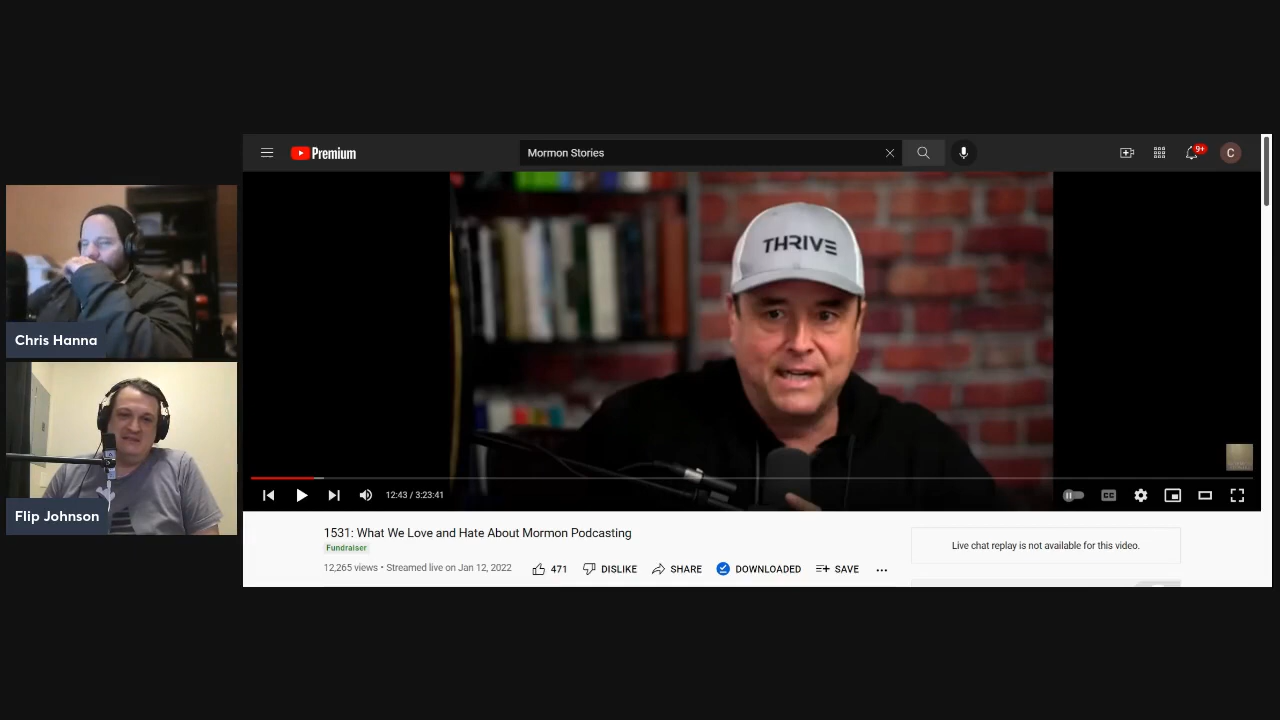 Premium
Mormon Stories
9+
C
THRIVE
Chris Hanna
Flip Johnson
12:43 / 3:23:41
CC
1531: What We Love and Hate About Mormon Podcasting
Fundraiser
12,265 views • Streamed live on Jan 12, 2022
471
DISLIKE
SHARE
DOWNLOADED
SAVE
Live chat replay is not available for this video.